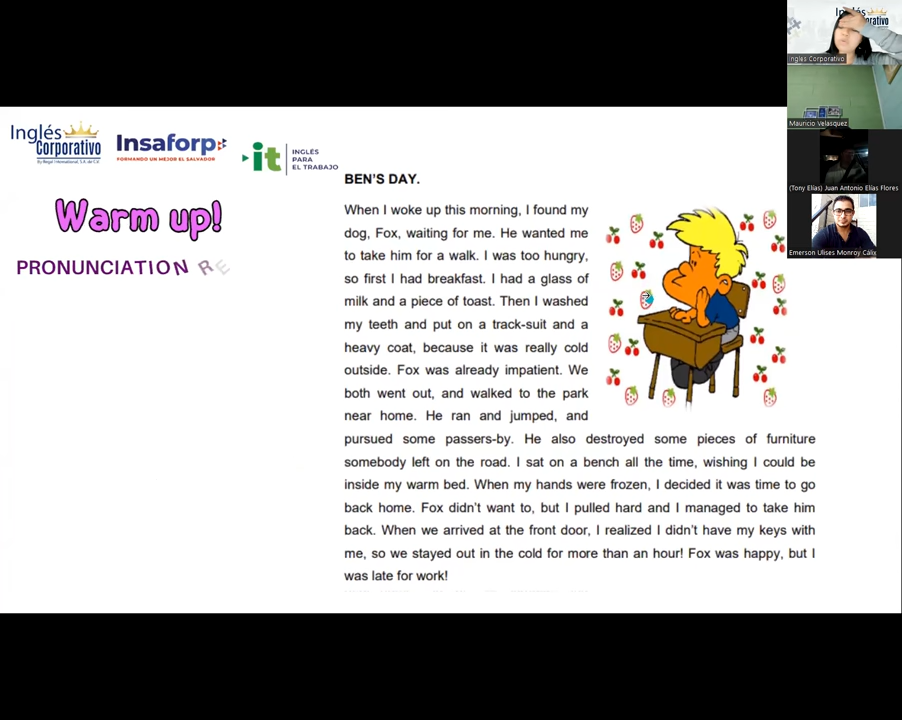 Inglés
Corporativo
By Regal International, S.A. de C.V.
Insaforp
FORMANDO UN MEJOR EL SALVADOR
it
INGLÉS
PARA
EL TRABAJO
Warm up!
PRONUNCIATION RE
BEN'S DAY.
When I woke up this morning, I found my
dog, Fox, waiting for me. He wanted me
to take him for a walk. I was too hungry,
so first I had breakfast. I had a glass of
milk and a piece of toast. Then I washed
my teeth and put on a track-suit and a
heavy coat, because it was really cold
outside. Fox was already impatient. We
both went out, and walked to the park
near home. He ran and jumped, and
pursued some passers-by. He also destroyed some pieces of furniture
somebody left on the road. I sat on a bench all the time, wishing I could be
inside my warm bed. When my hands were frozen, I decided it was time to go
back home. Fox didn't want to, but I pulled hard and I managed to take him
back. When we arrived at the front door, I realized I didn't have my keys with
me, so we stayed out in the cold for more than an hour! Fox was happy, but I
was late for work!
Inglés Corporativo
Mauricio Velasquez
(Tony Elías) Juan Antonio Elías Flores
Emerson Ulises Monroy Cálix